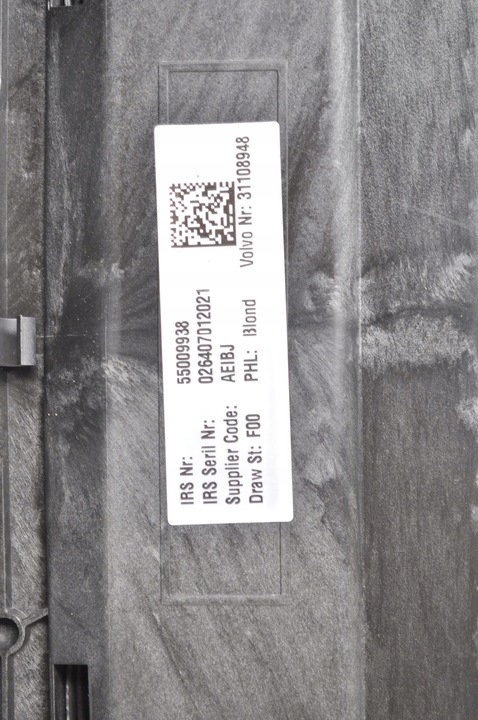 IRS Nr: 55009938
IRS Seril Nr: 026407012021
Supplier Code: AEIBJ
Draw St: F00 PHL: Blond Volvo Nr: 31108948